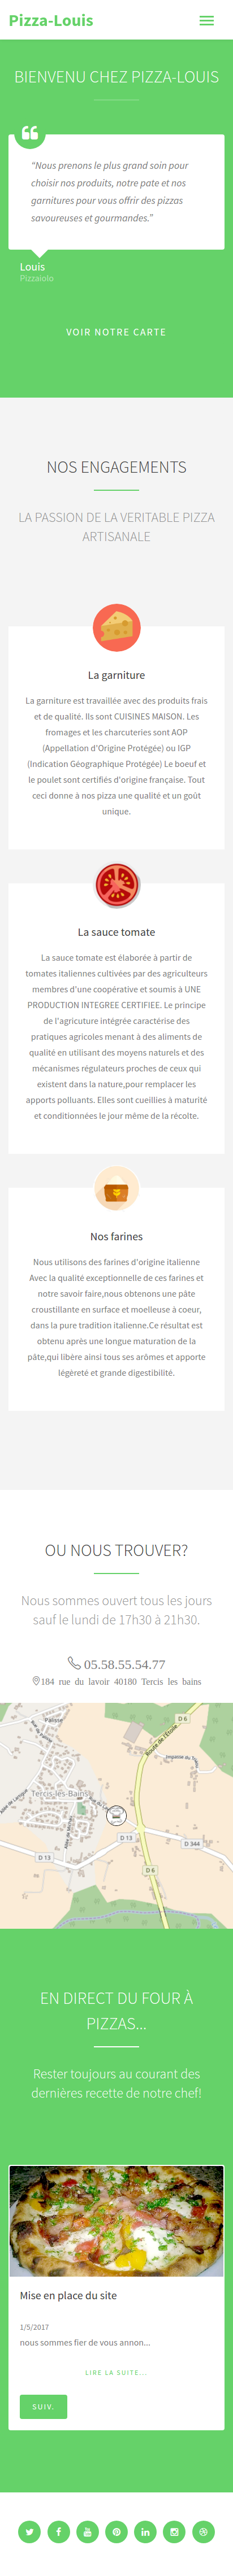 Pizza-Louis
BIENVENU CHEZ PIZZA-LOUIS
"Nous prenons le plus grand soin pour
choisir nos produits, notre pate et nos
garnitures pour vous offrir des pizzas
savoureuses et gourmandes."
Louis
Pizzaiolo
VOIR NOTRE CARTE
NOS ENGAGEMENTS
LA PASSION DE LA VERITABLE PIZZA
ARTISANALE
La garniture
La garniture est travaillée avec des produits frais
et de qualité. Ils sont CUISINES MAISON. Les
fromages et les charcuteries sont AOP
(Appellation d'Origine Protégée) ou IGP
(Indication Géographique Protégée) Le boeuf et
le poulet sont certifiés d'origine française. Tout
ceci donne à nos pizza une qualité et un goût
unique.
La sauce tomate
La sauce tomate est élaborée à partir de
tomates italiennes cultivées par des agriculteurs
membres d'une coopérative et soumis à UNE
PRODUCTION INTEGREE CERTIFIEE. Le principe
de l'agriculture intégrée caractérise des
pratiques agricoles menant à des aliments de
qualité en utilisant des moyens naturels et des
mécanismes régulateurs proches de ceux qui
existent dans la nature,pour remplacer les
apports polluants. Elles sont cueillies à maturité
et conditionnées le jour même de la récolte.
Nos farines
Nous utilisons des farines d'origine italienne
Avec la qualité exceptionnelle de ces farines et
notre savoir faire,nous obtenons une pâte
croustillante en surface et moelleuse à coeur,
dans la pure tradition italienne.Ce résultat est
obtenu après une longue maturation de la
pâte,qui libère ainsi tous ses arômes et apporte
légèreté et grande digestibilité.
OU NOUS TROUVER?
Nous sommes ouvert tous les jours
sauf le lundi de 17h30 à 21h30.
05.58.55.54.77
184 rue du lavoir 40180 Tercis les bains
D 6
Route de l'Étoile
Tercis-les-Bains
D 13
D 344
D 13
D 6
EN DIRECT DU FOUR À
PIZZAS...
Rester toujours au courant des
dernières recette de notre chef!
Mise en place du site
1/5/2017
nous sommes fier de vous annon...
LIRE LA SUITE...
SUIV.